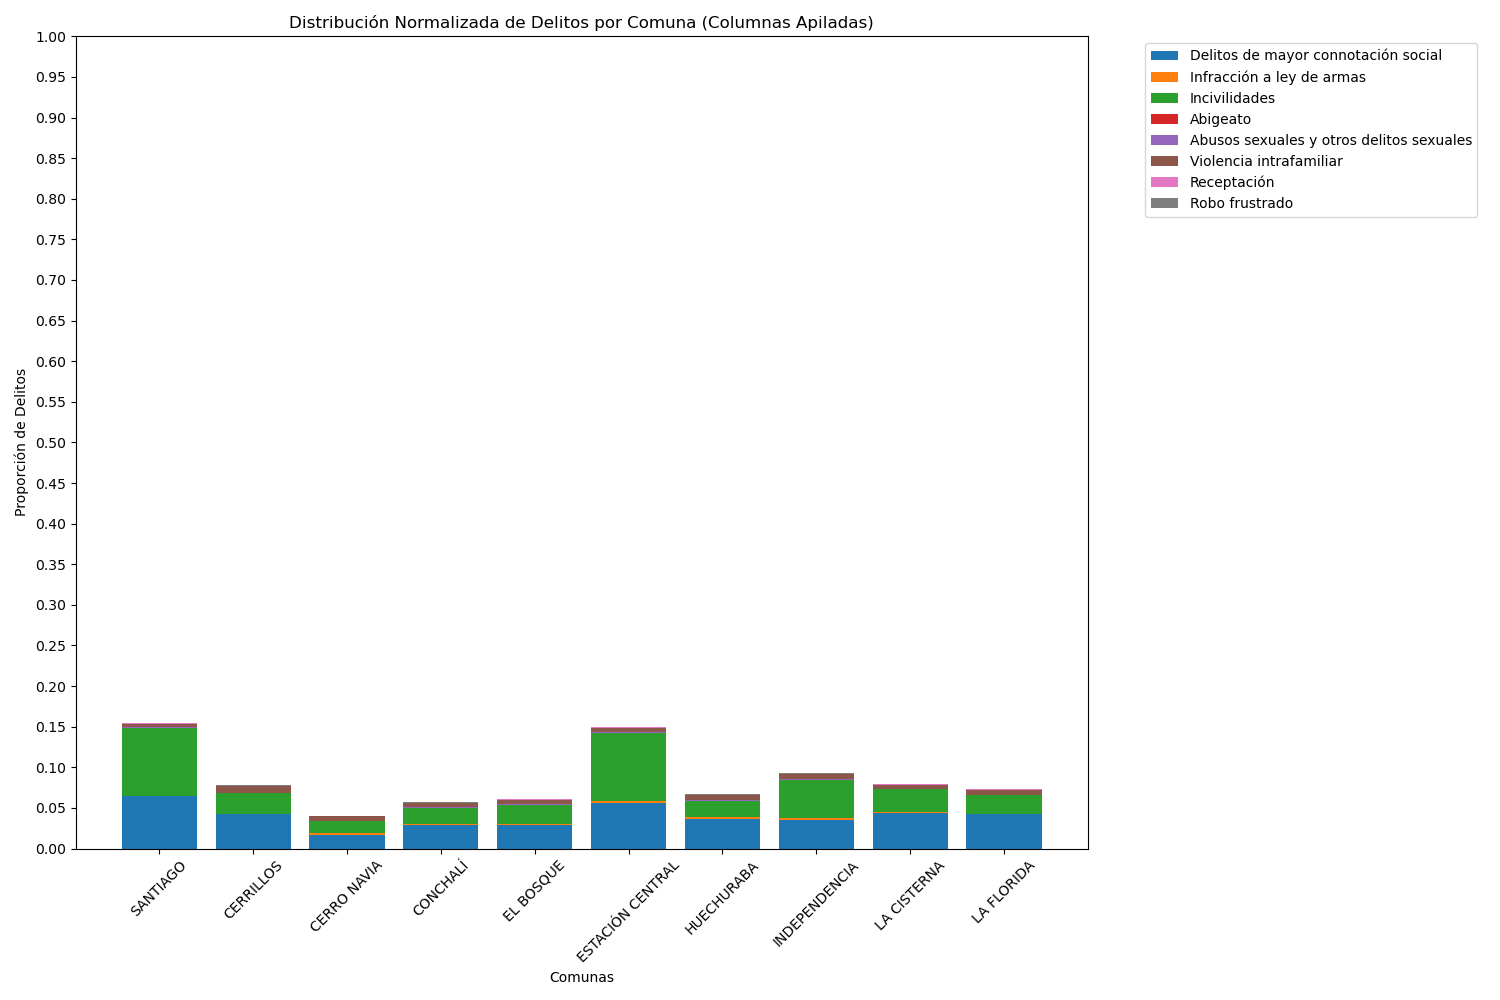 Distribución Normalizada de Delitos por Comuna (Columnas Apiladas)
1.00
0.95
0.90
0.85
0.80
0.75
0.70
0.65
0.60
0.55
0.50
0.45
0.40
0.35
0.30
0.25
0.20
0.15
0.10
0.05
0.00
Proporción de Delitos
SANTIAGO
CERRILLOS
CERRO NAVIA
CONCHALÍ
EL BOSQUE
ESTACIÓN CENTRAL
HUECHURABA
INDEPENDENCIA
LA CISTERNA
LA FLORIDA
Comunas
Delitos de mayor connotación social
Infracción a ley de armas
Incivilidades
Abigeato
Abusos sexuales y otros delitos sexuales
Violencia intrafamiliar
Receptación
Robo frustrado